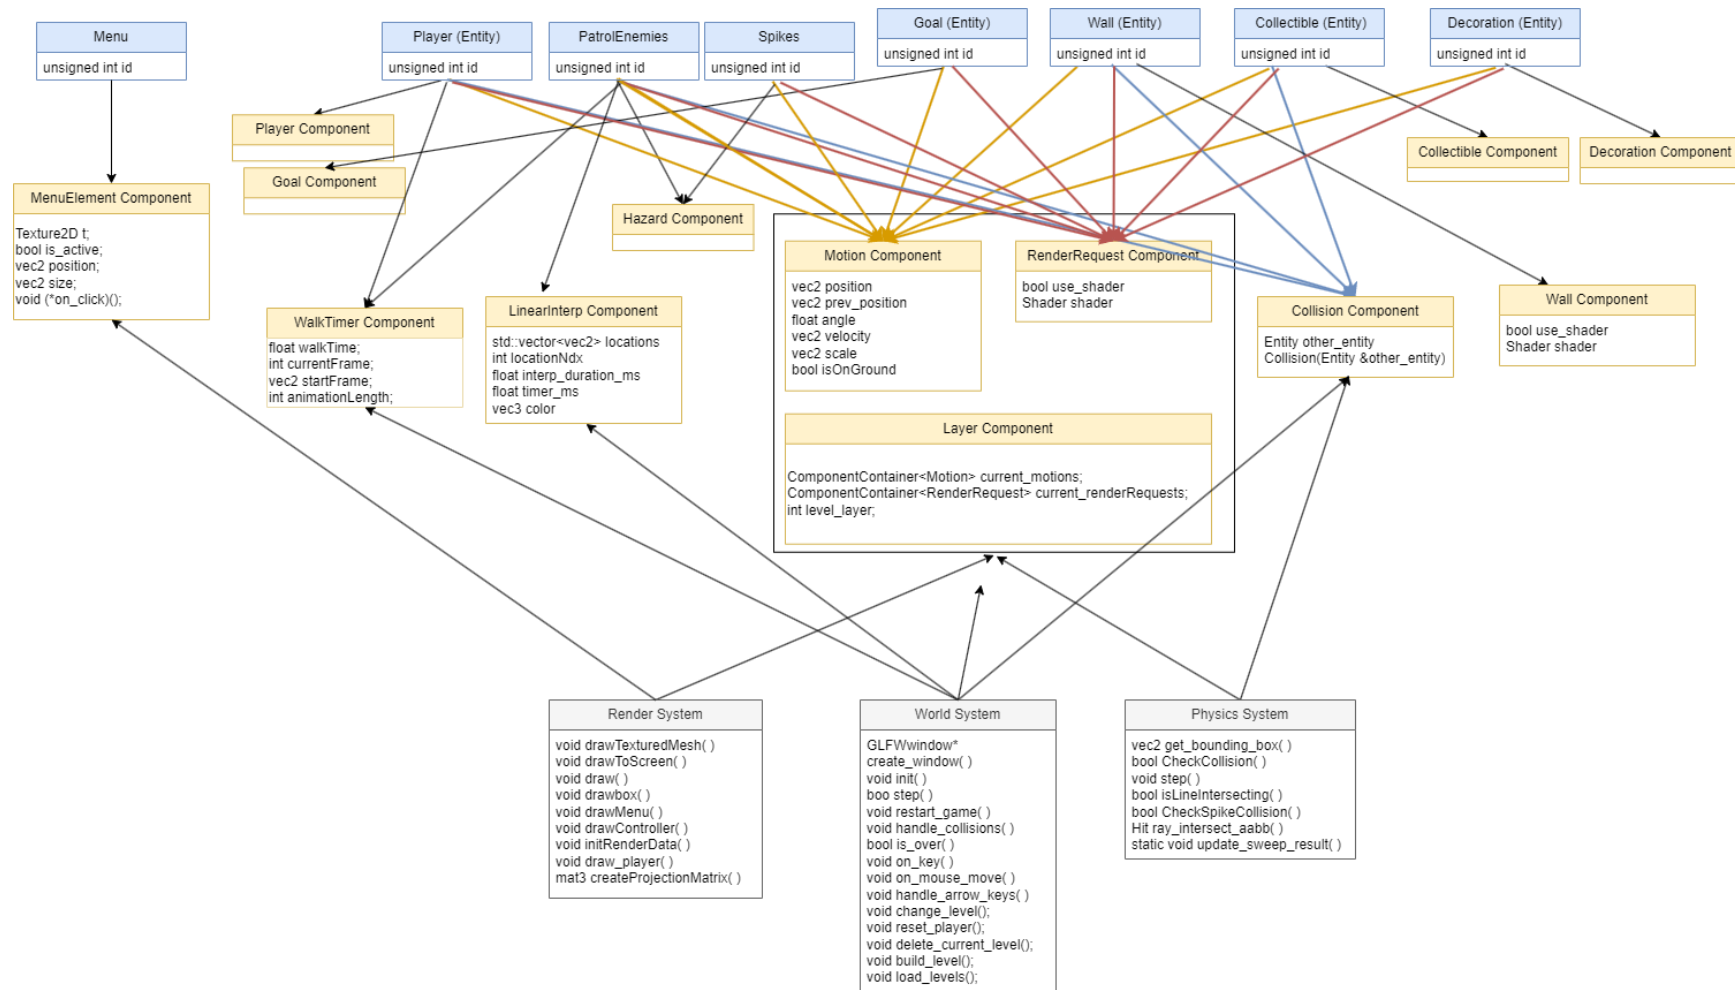 Menu
unsigned int id
Player (Entity)
unsigned int id
PatrolEnemies
unsigned int id
Spikes
unsigned int id
Goal (Entity)
unsigned int id
Wall (Entity)
unsigned int id
Collectible (Entity)
unsigned int id
Decoration (Entity)
unsigned int id
Player Component
Goal Component
Hazard Component
Collectible Component
Decoration Component
MenuElement Component
Texture2D t;
bool is_active;
vec2 position;
vec2 size;
void (*on_click)();
WalkTimer Component
float walkTime;
int currentFrame;
vec2 startFrame;
int animationLength;
LinearInterp Component
std::vector<vec2> locations
int locationNdx
float interp_duration_ms
float timer_ms
vec3 color
Motion Component
vec2 position
vec2 prev_position
float angle
vec2 velocity
vec2 scale
bool isOnGround
RenderRequest Component
bool use_shader
Shader shader
Collision Component
Entity other_entity
Collision(Entity &other_entity)
Wall Component
bool use_shader
Shader shader
Layer Component
ComponentContainer<Motion> current_motions;
ComponentContainer<RenderRequest> current_renderRequests;
int level_layer;
Render System
void drawTexturedMesh( )
void drawToScreen( )
void draw( )
void drawbox( )
void drawMenu( )
void drawController( )
void initRenderData( )
void draw_player( )
mat3 createProjectionMatrix( )
World System
GLFWwindow*
create_window( )
void init( )
boo step( )
void restart_game( )
void handle_collisions( )
bool is_over( )
void on_key( )
void on_mouse_move( )
void handle_arrow_keys( )
void change_level();
void reset_player();
void delete_current_level();
void build_level();
void load_levels();
Physics System
vec2 get_bounding_box( )
bool CheckCollision( )
void step( )
bool isLineIntersecting( )
bool CheckSpikeCollision( )
Hit ray_intersect_aabb( )
static void update_sweep_result( )